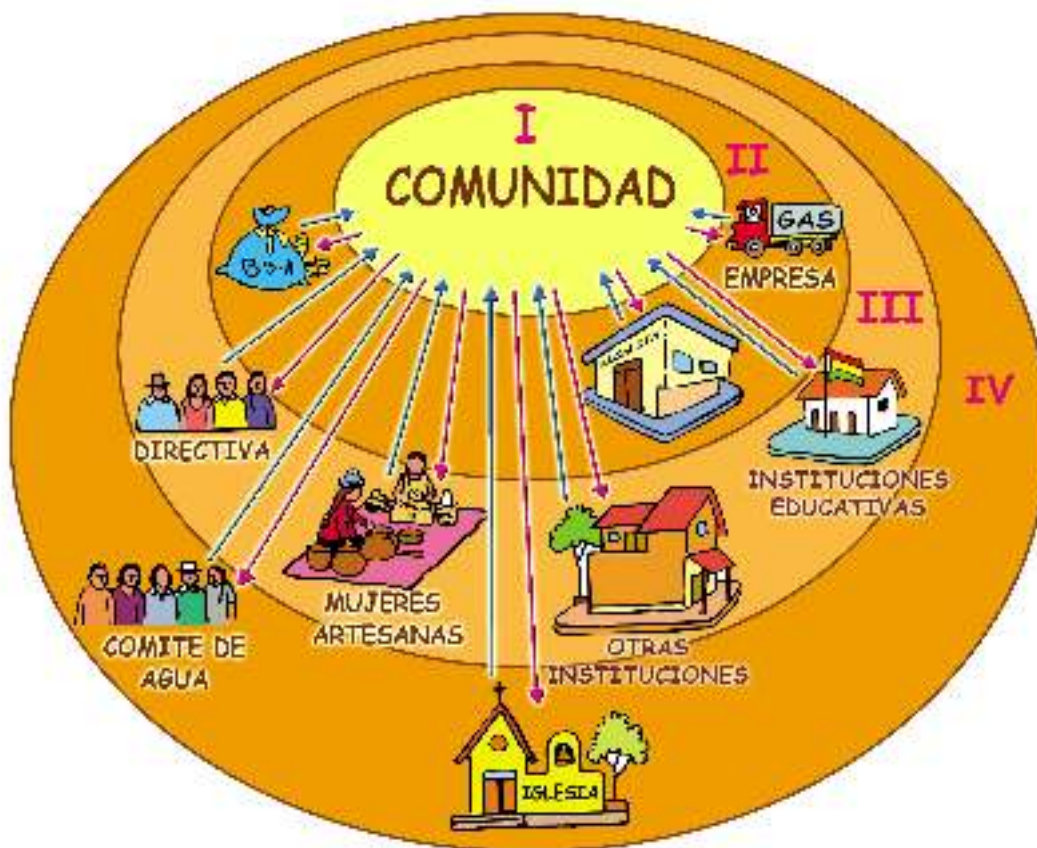 I
COMUNIDAD
II
GAS
EMPRESA
III
IV
DIRECTIVA
INSTITUCIONES
EDUCATIVAS
MUJERES
ARTESANAS
COMITE DE
AGUA
OTRAS
INSTITUCIONES
IGLESIA